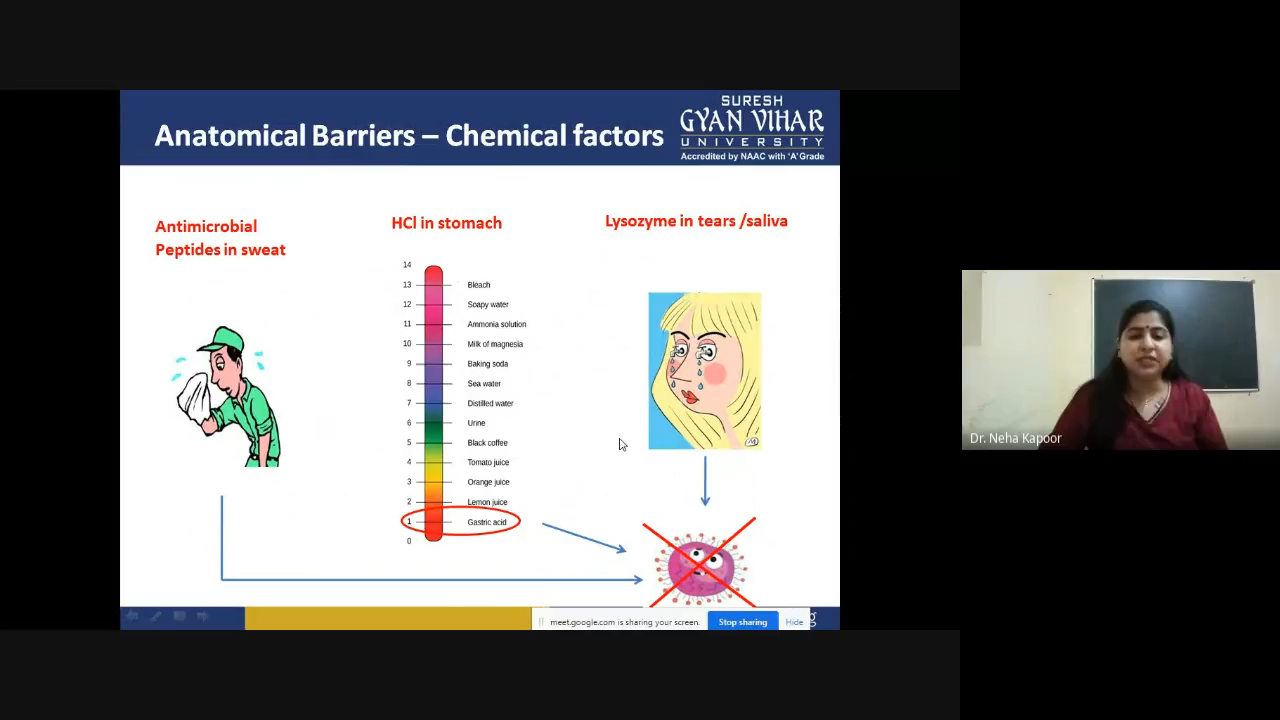 Anatomical Barriers – Chemical factors
SURESH
GYAN VIHAR
UNIVERSITY
Accredited by NAAC with 'A' Grade
Antimicrobial
Peptides in sweat
HCl in stomach
Lysozyme in tears /saliva
14
13 Bleach
12 Soapy water
11 Ammonia solution
10 Milk of magnesia
9 Baking soda
8 Sea water
7 Distilled water
6 Urine
5 Black coffee
4 Tomato juice
3 Orange juice
2 Lemon juice
1 Gastric acid
0
Dr. Neha Kapoor
meet.google.com is sharing your screen.
Stop sharing
Hide